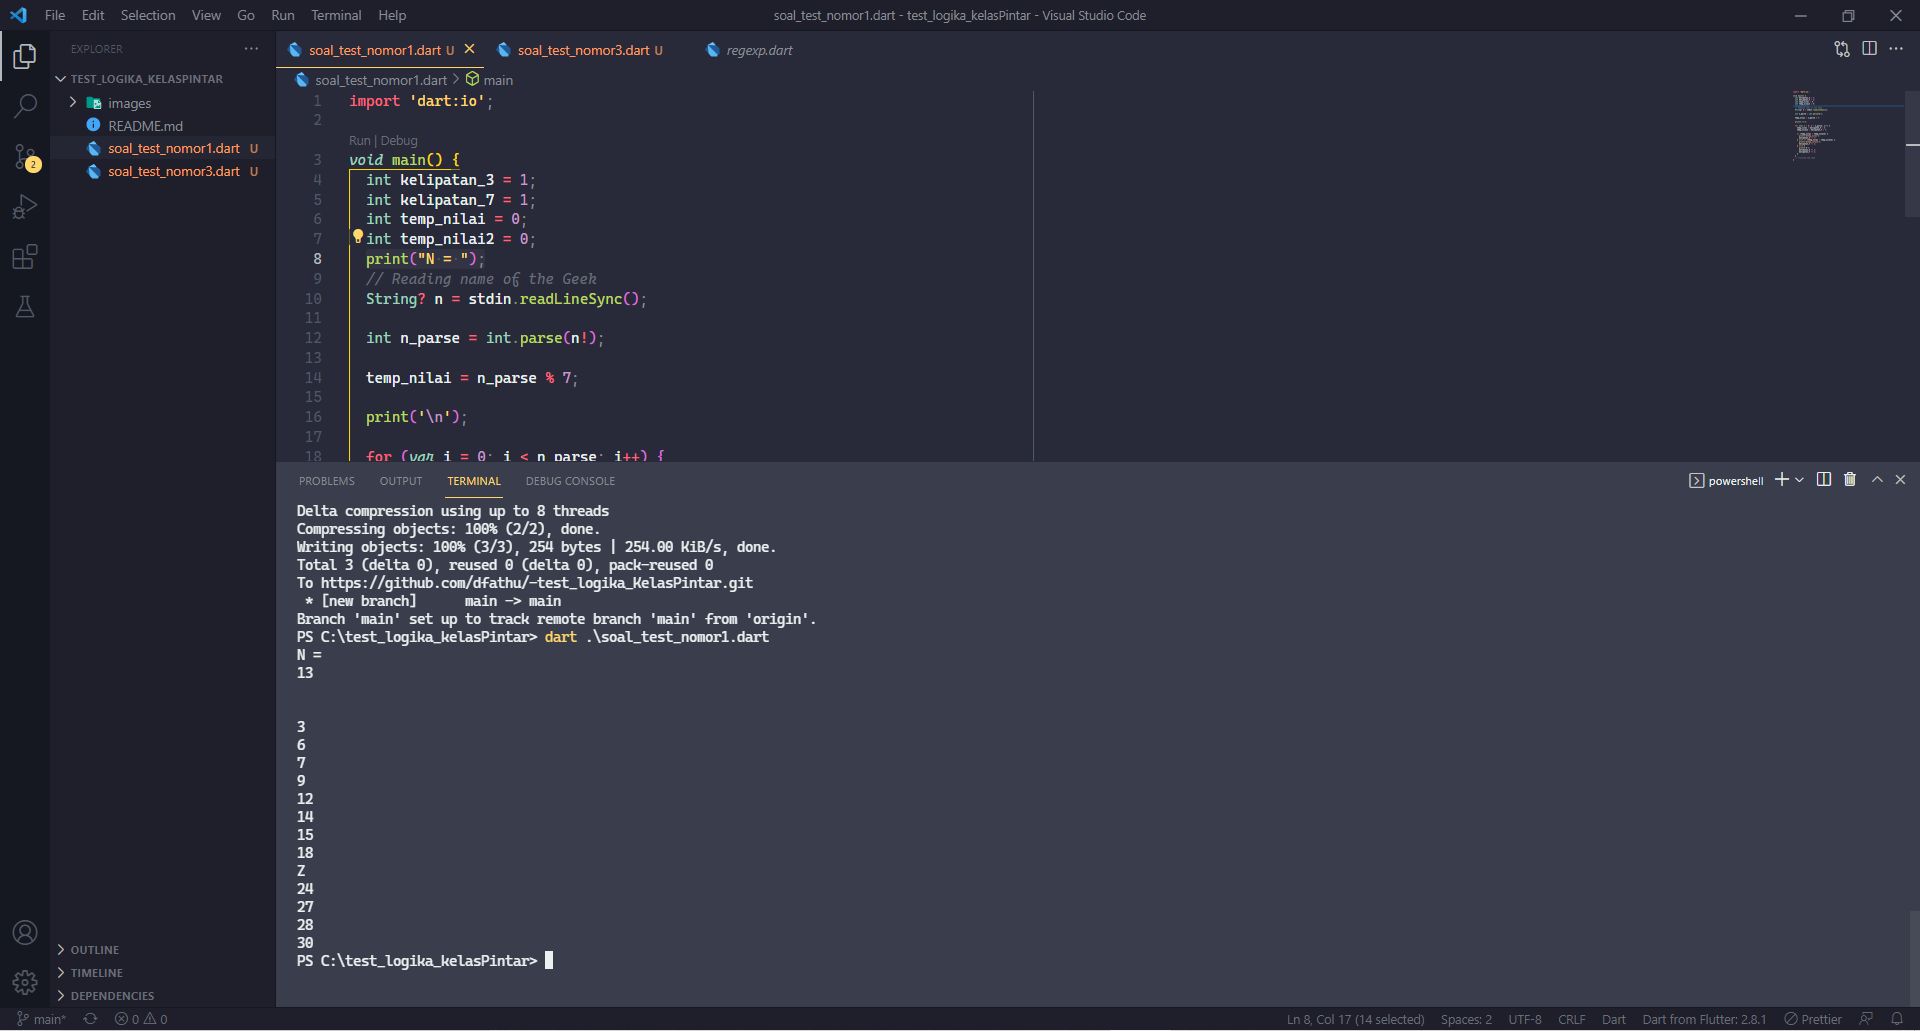 File Edit Selection View Go Run Terminal Help
soal_test_nomor1.dart - test_logika_kelasPintar - Visual Studio Code
EXPLORER
TEST_LOGIKA_KELASPINTAR
images
README.md
soal_test_nomor1.dart U
soal_test_nomor3.dart U
2
OUTLINE
TIMELINE
DEPENDENCIES
soal_test_nomor1.dart U
soal_test_nomor3.dart U
regexp.dart
soal_test_nomor1.dart > main
1 import 'dart:io';
2
Run | Debug
3 void main() {
4 int kelipatan_3 = 1;
5 int kelipatan_7 = 1;
6 int temp_nilai = 0;
7 int temp_nilai2 = 0;
8 print("N = ");
9 // Reading name of the Geek
10 String? n = stdin.readLineSync();
11
12 int n_parse = int.parse(n!);
13
14 temp_nilai = n_parse % 7;
15
16 print('\n');
17
18 for (var i = 0; i < n_parse; i++) {
PROBLEMS OUTPUT TERMINAL DEBUG CONSOLE
powershell
Delta compression using up to 8 threads
Compressing objects: 100% (2/2), done.
Writing objects: 100% (3/3), 254 bytes | 254.00 KiB/s, done.
Total 3 (delta 0), reused 0 (delta 0), pack-reused 0
To https://github.com/dfathu/-test_logika_KelasPintar.git
* [new branch] main -> main
Branch 'main' set up to track remote branch 'main' from 'origin'.
PS C:\test_logika_kelasPintar> dart .\soal_test_nomor1.dart
N =
13
3
6
7
9
12
14
15
18
Z
24
27
28
30
PS C:\test_logika_kelasPintar>
main* 0 0
Ln 8, Col 17 (14 selected) Spaces: 2 UTF-8 CRLF Dart Dart from Flutter: 2.8.1 Prettier